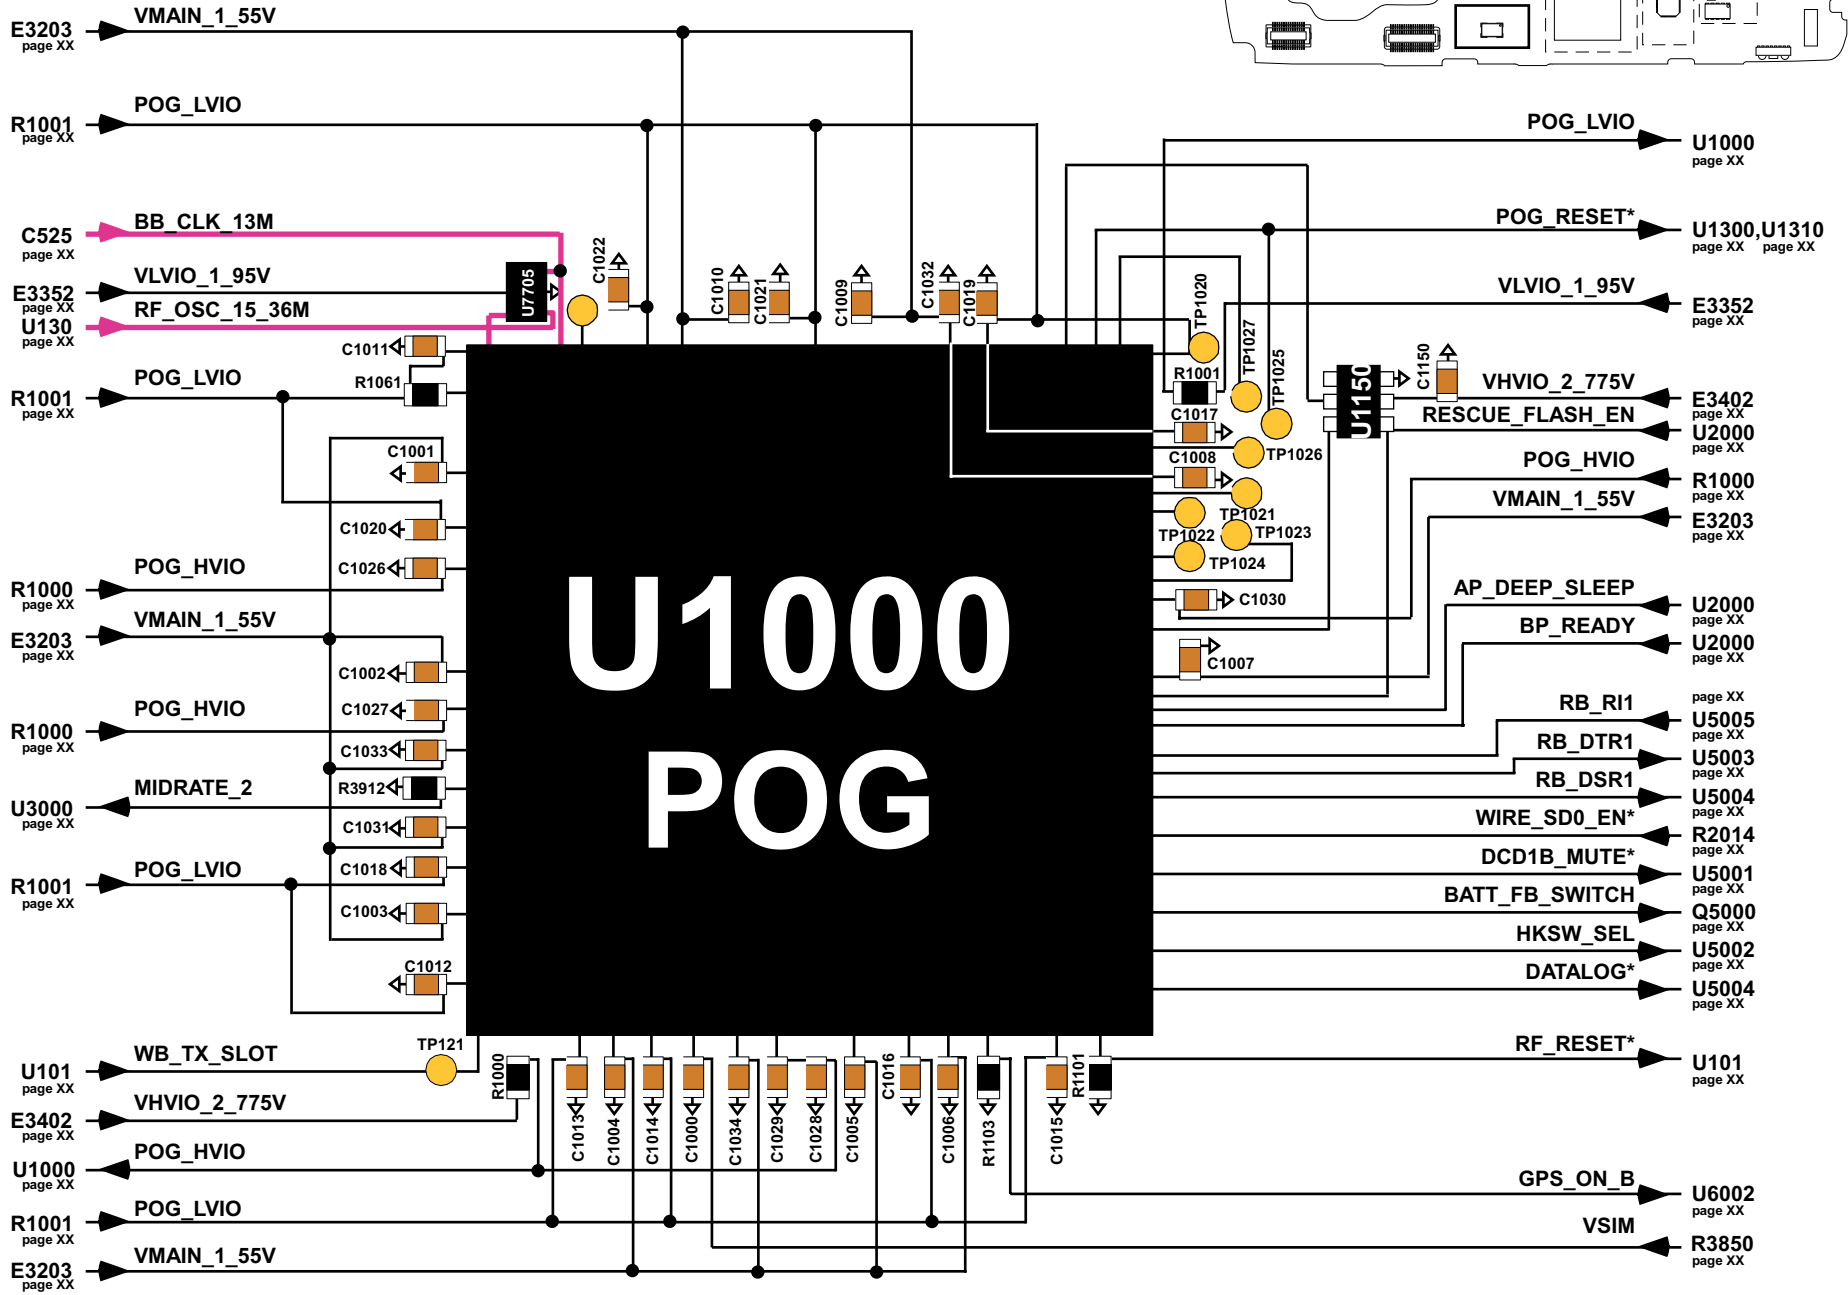 VMAIN_1_55V
E3203
page XX
POG_LVIO
R1001
page XX
BB_CLK_13M
C525
page XX
VLVIO_1_95V
E3352
page XX
RF_OSC_15_36M
U130
page XX
POG_LVIO
R1001
page XX
POG_HVIO
R1000
page XX
VMAIN_1_55V
E3203
page XX
POG_HVIO
R1000
page XX
MIDRATE_2
U3000
page XX
POG_LVIO
R1001
page XX
WB_TX_SLOT
U101
page XX
VHVIO_2_775V
E3402
page XX
POG_HVIO
U1000
page XX
POG_LVIO
R1001
page XX
VMAIN_1_55V
E3203
page XX
U7705
C1022
C1010
C1021
C1009
C1032
C1019
C1011
R1061
C1001
C1020
C1026
C1002
C1027
C1033
R3912
C1031
C1018
C1003
C1012
TP121
U1000
POG
R1000
C1013
C1004
C1014
C1000
C1034
C1029
C1028
C1005
C1016
C1006
R1103
C1015
R1101
TP1020
TP1027
TP1025
R1001
C1017
TP1026
C1008
TP1021
TP1022
TP1023
TP1024
C1030
C1007
U1150
C1150
POG_LVIO
U1000
page XX
POG_RESET*
U1300,U1310
page XX page XX
VLVIO_1_95V
E3352
page XX
VHVIO_2_775V
E3402
page XX
RESCUE_FLASH_EN
U2000
page XX
POG_HVIO
R1000
page XX
VMAIN_1_55V
E3203
page XX
AP_DEEP_SLEEP
U2000
page XX
BP_READY
U2000
page XX
page XX
RB_RI1
U5005
RB_DTR1
U5003
page XX
RB_DSR1
U5004
page XX
WIRE_SD0_EN*
R2014
page XX
DCD1B_MUTE*
U5001
page XX
BATT_FB_SWITCH
Q5000
page XX
HKSW_SEL
U5002
page XX
DATALOG*
U5004
page XX
RF_RESET*
U101
page XX
GPS_ON_B
U6002
page XX
VSIM
R3850
page XX